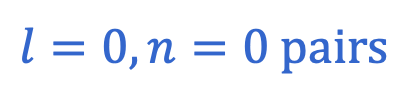 l = 0, n = 0 pairs